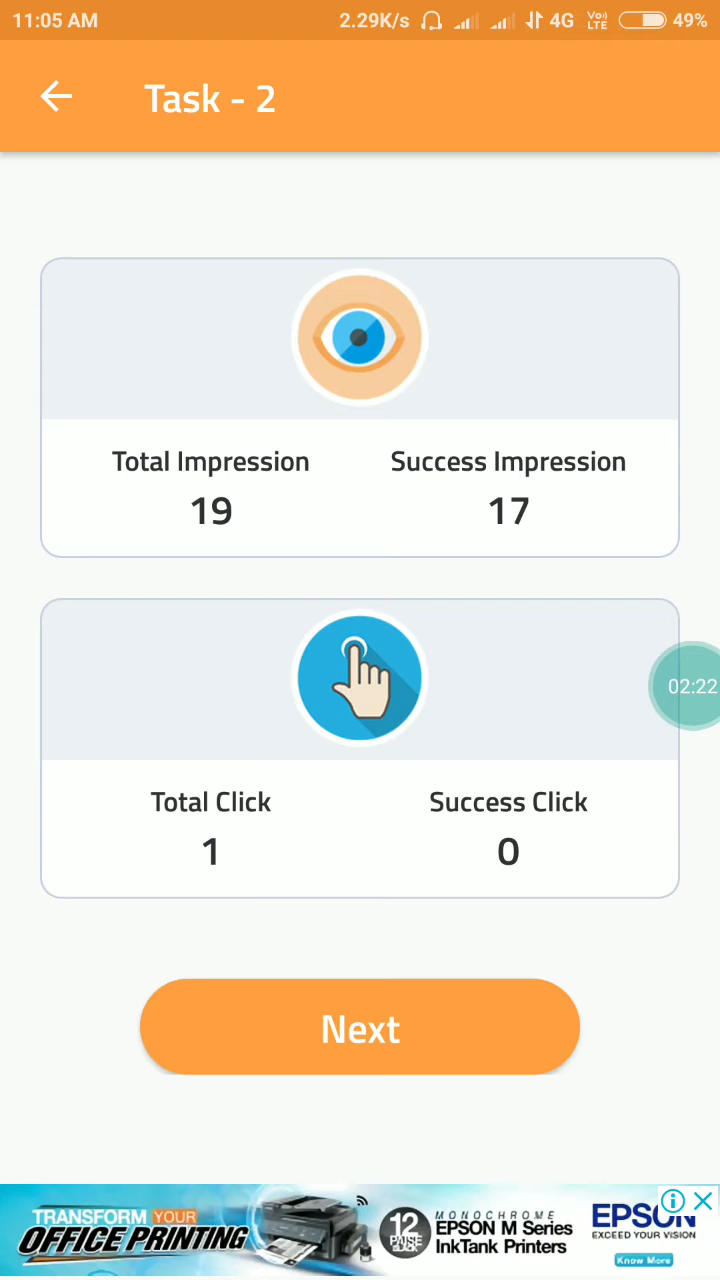 11:05 AM 2.29K/s 4G Vo)) LTE 49%
Task - 2
Total Impression Success Impression
19 17
02:22
Total Click Success Click
1 0
Next
TRANSFORM YOUR
OFFICE PRINTING
12
PAISE
BLACK
MONOCHROME
EPSON M Series
InkTank Printers
EPSON
EXCEED YOUR VISION
Know More